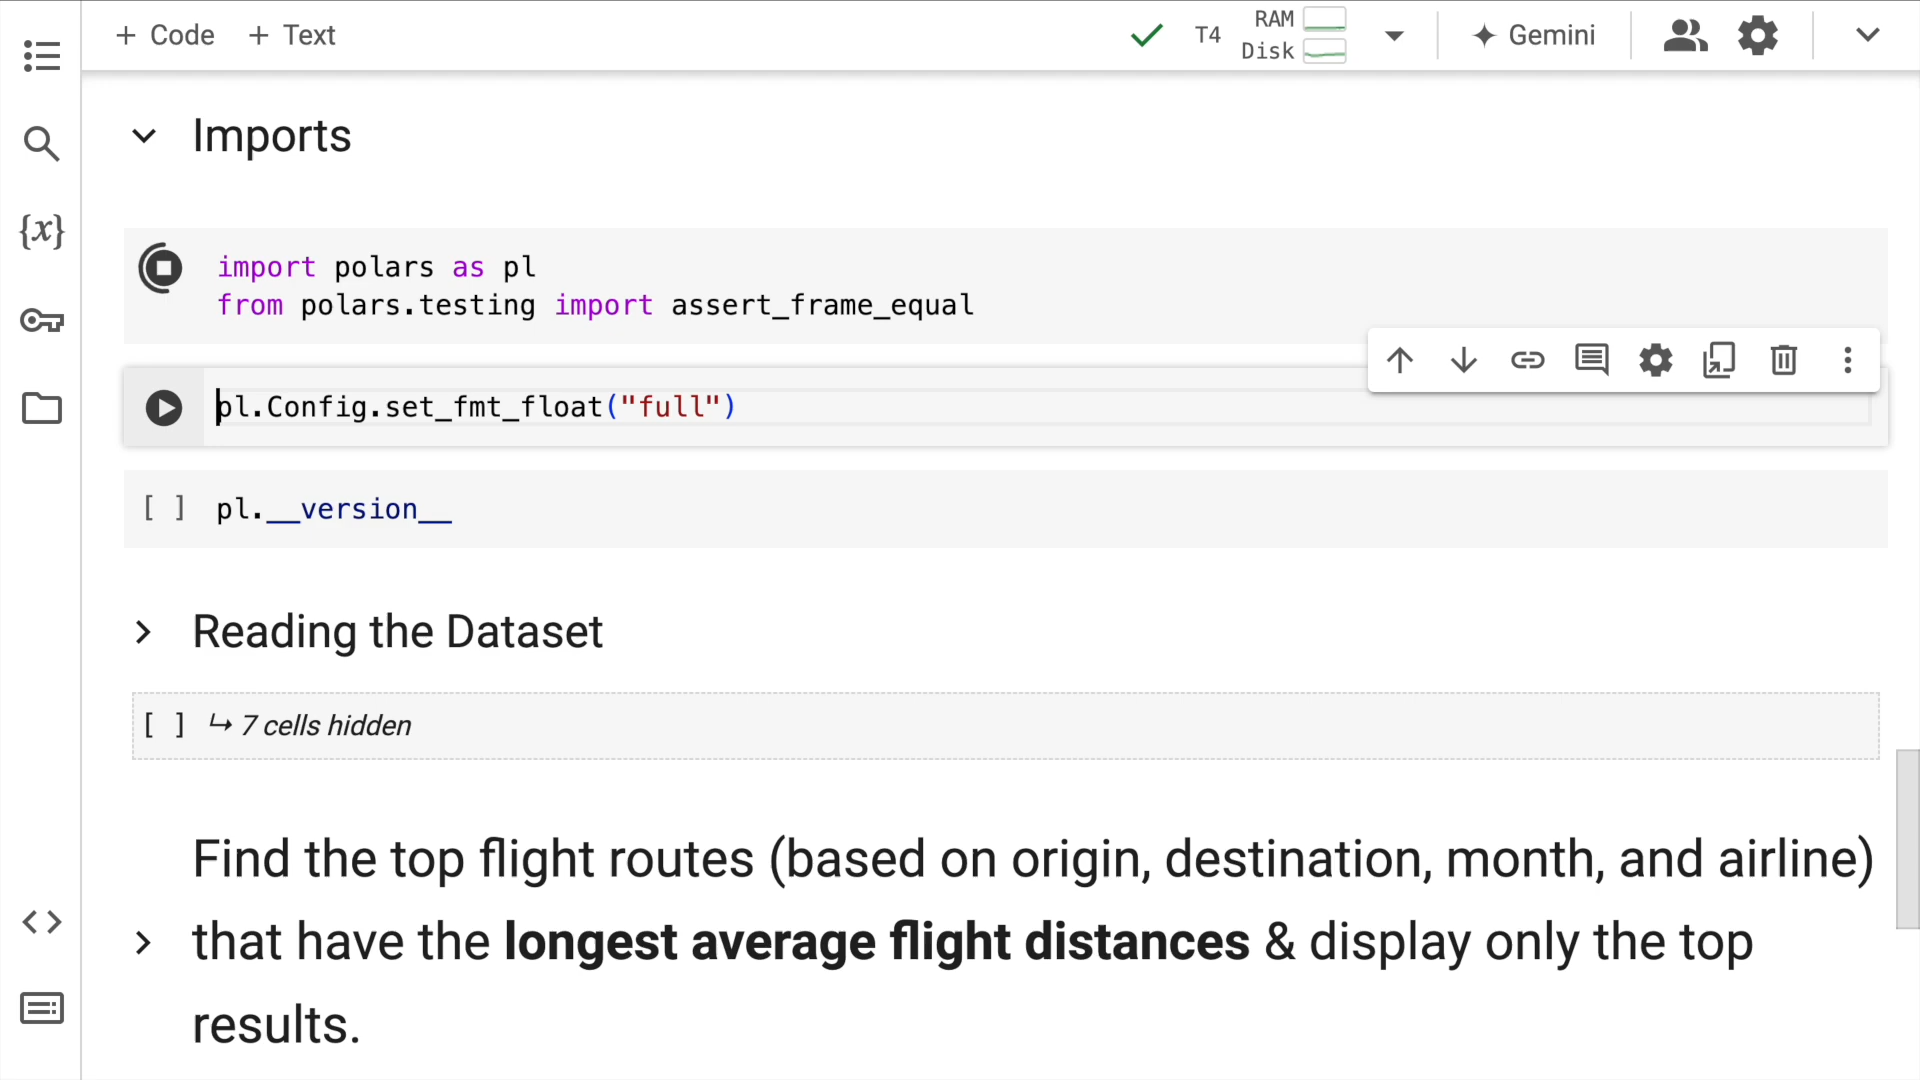 + Code + Text
T4
RAM
Disk
Gemini
Imports
{x}
import polars as pl
from polars.testing import assert_frame_equal
pl.Config.set_fmt_float("full")
[ ] pl.__version__
Reading the Dataset
[ ] ↳ 7 cells hidden
Find the top flight routes (based on origin, destination, month, and airline)
that have the longest average flight distances & display only the top
results.